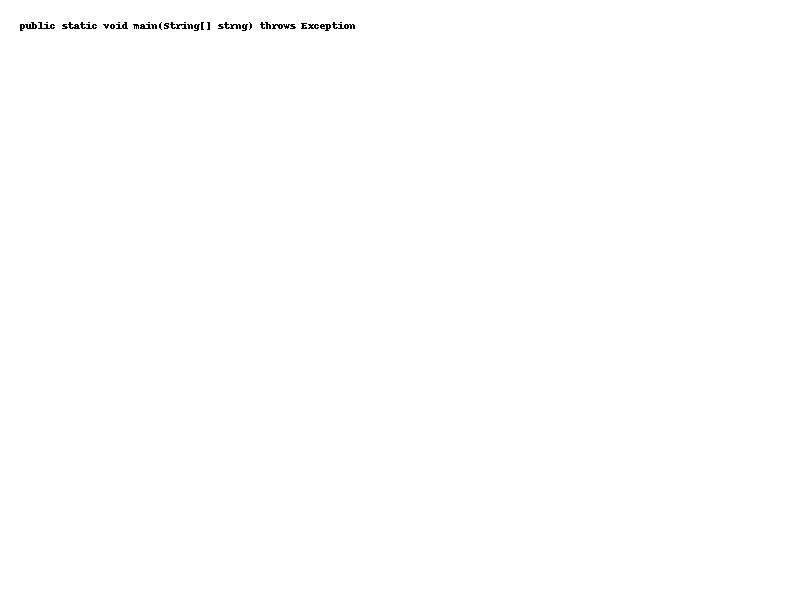 public static void main(String[] strng) throws Exception